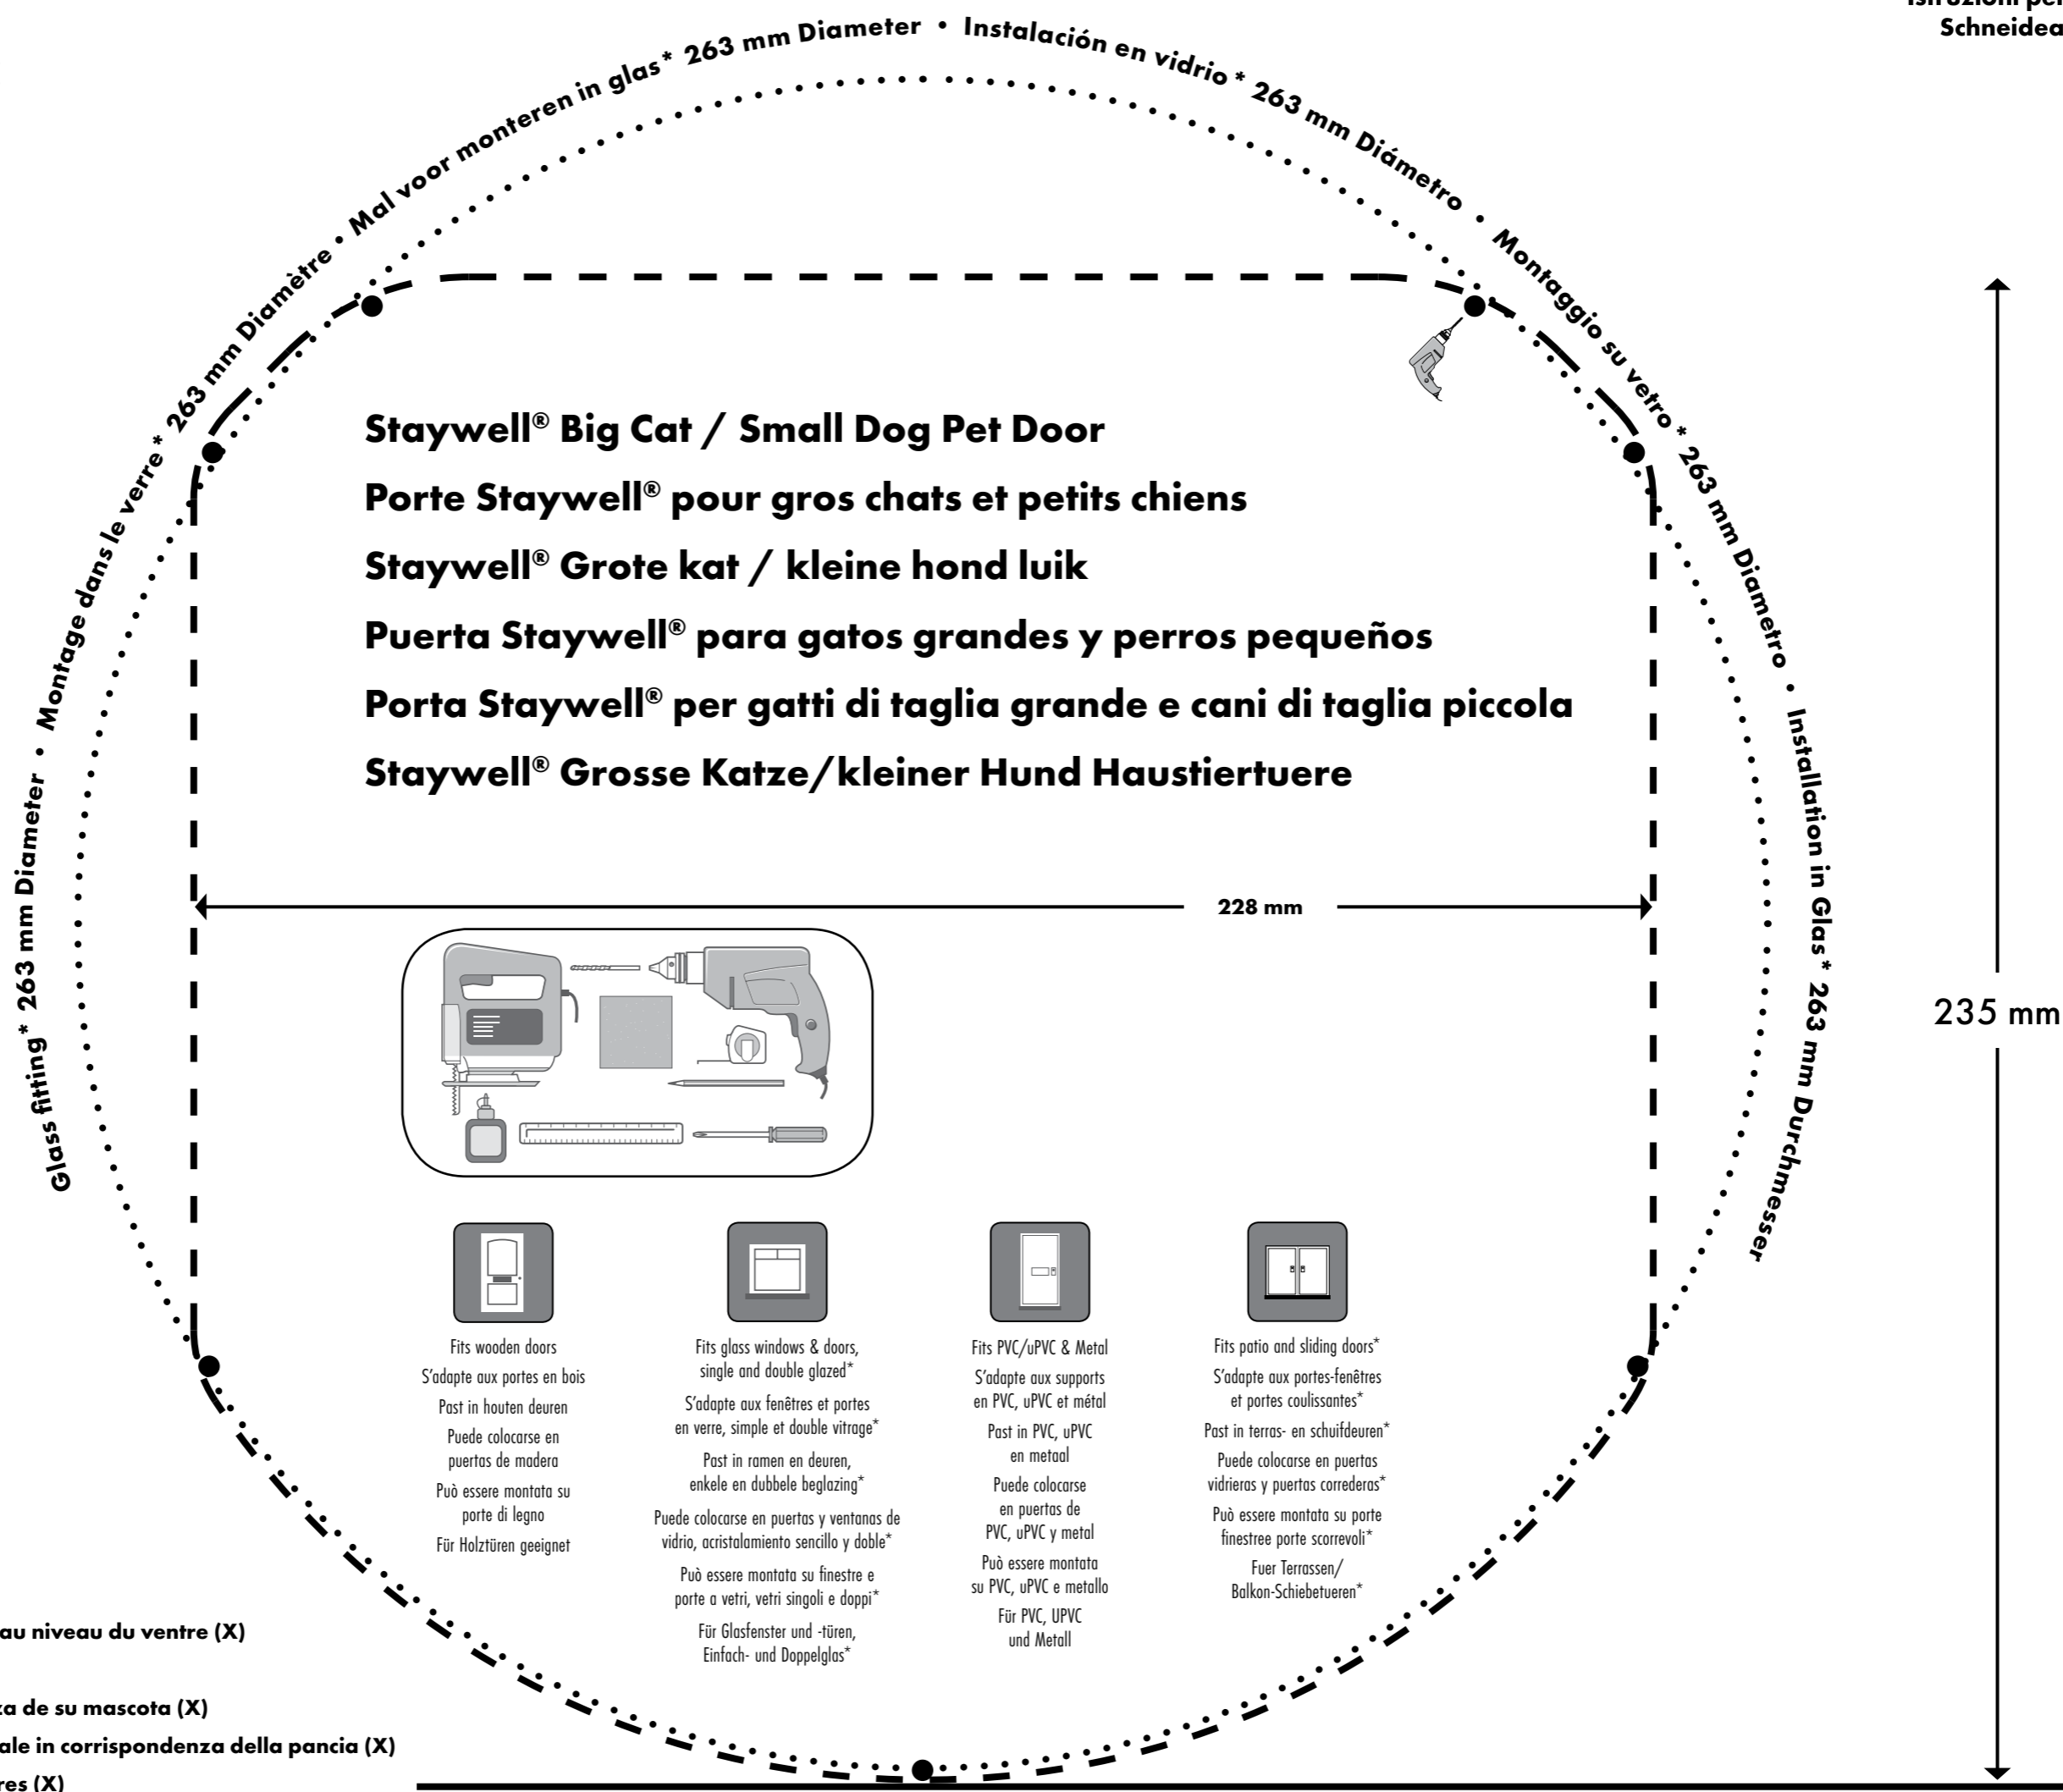 Istruzioni per
Schneidea
Glass fitting* 263 mm Diameter • Montage dans le verre* 263 mm Diamètre • Mal voor monteren in glas* 263 mm Diameter • Instalación en vidrio* 263 mm Diámetro • Montaggio su vetro* 263 mm Diametro • Installation in Glas* 263 mm Durchmesser
Staywell® Big Cat / Small Dog Pet Door
Porte Staywell® pour gros chats et petits chiens
Staywell® Grote kat / kleine hond luik
Puerta Staywell® para gatos grandes y perros pequeños
Porta Staywell® per gatti di taglia grande e cani di taglia piccola
Staywell® Grosse Katze/kleiner Hund Haustiertuere
228 mm
235 mm
Fits wooden doors
S'adapte aux portes en bois
Past in houten deuren
Puede colocarse en
puertas de madera
Può essere montata su
porte di legno
Für Holztüren geeignet
Fits glass windows & doors,
single and double glazed*
S'adapte aux fenêtres et portes
en verre, simple et double vitrage*
Past in ramen en deuren,
enkele en dubbele beglazing*
Puede colocarse en puertas y ventanas de
vidrio, acristalamiento sencillo y doble*
Può essere montata su finestre e
porte a vetri, vetri singoli e doppi*
Für Glasfenster und -türen,
Einfach- und Doppelglas*
Fits PVC/uPVC & Metal
S'adapte aux supports
en PVC, uPVC et métal
Past in PVC, uPVC
en metaal
Puede colocarse
en puertas de
PVC, uPVC y metal
Può essere montata
su PVC, uPVC e metallo
Für PVC, UPVC
und Metall
Fits patio and sliding doors*
S'adapte aux portes-fenêtres
et portes coulissantes*
Past in terras- en schuifdeuren*
Puede colocarse en puertas
vidrieras y puertas correderas*
Può essere montata su porte
finestree porte scorrevoli*
Fuer Terrassen/
Balkon-Schiebetueren*
au niveau du ventre (X)
za de su mascota (X)
ale in corrispondenza della pancia (X)
res (X)